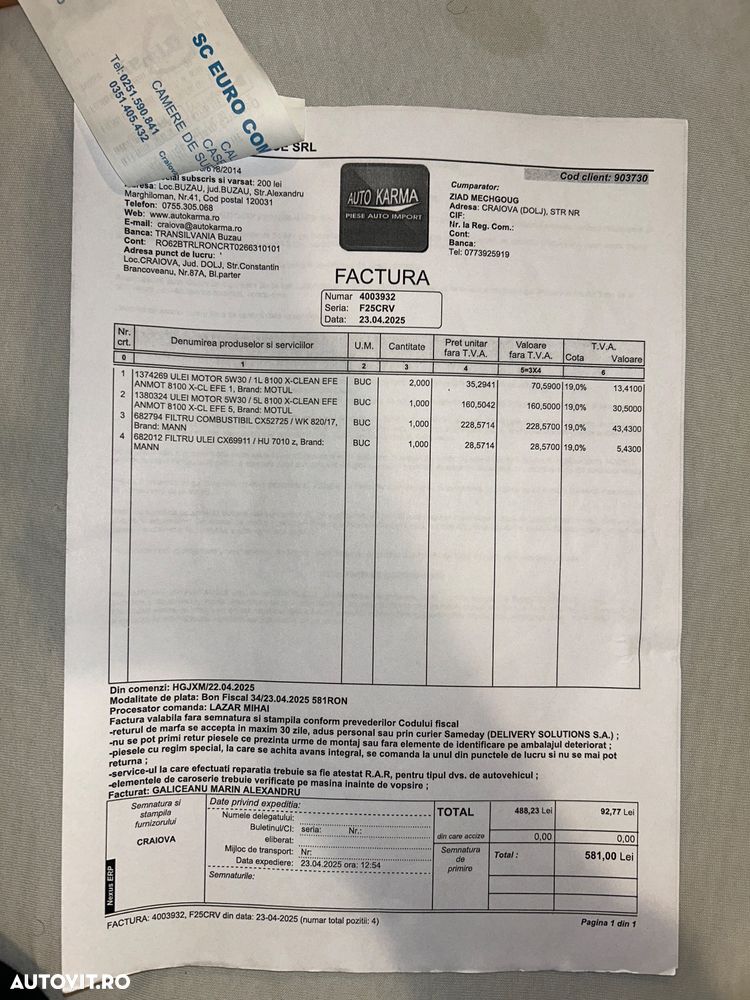 SC EURO COM
Tel: 0251.590.841
0351.405.432
CAMERE DE
Craiova
SRL
618/2014
social subscris si varsat: 200 lei
Adresa: Loc.BUZAU, jud.BUZAU, Str.Alexandru
Marghiloman, Nr.41, Cod postal 120031
Telefon: 0755.305.068
Web: www.autokarma.ro
E-mail: craiova@autokarma.ro
Banca: TRANSILVANIA Buzau
Cont: RO62BTRLRONCRT0266310101
Adresa punct de lucru: '
Loc.CRAIOVA, Jud. DOLJ, Str.Constantin
Brancoveanu, Nr.87A, Bl.parter
AUTO KARMA
PIESE AUTO IMPORT
Cod client: 903730
Cumparator:
ZIAD MECHGOUG
Adresa: CRAIOVA (DOLJ), STR NR
CIF:
Nr. la Reg. Com.:
Cont:
Banca:
Tel: 0773925919
FACTURA
Numar 4003932
Seria: F25CRV
Data: 23.04.2025
Nr. crt. Denumirea produselor si serviciilor U.M. Cantitate Pret unitar fara T.V.A. Valoare fara T.V.A. T.V.A. Cota Valoare
0 1 2 3 4 5=3X4 6
1 1374269 ULEI MOTOR 5W30 / 1L 8100 X-CLEAN EFE BUC 2,000 35,2941 70,5900 19,0% 13,4100
ANMOT 8100 X-CL EFE 1, Brand: MOTUL
2 1380324 ULEI MOTOR 5W30 / 5L 8100 X-CLEAN EFE BUC 1,000 160,5042 160,5000 19,0% 30,5000
ANMOT 8100 X-CL EFE 5, Brand: MOTUL
3 682794 FILTRU COMBUSTIBIL CX52725 / WK 820/17, BUC 1,000 228,5714 228,5700 19,0% 43,4300
Brand: MANN
4 682012 FILTRU ULEI CX69911 / HU 7010 z, Brand: BUC 1,000 28,5714 28,5700 19,0% 5,4300
MANN
Din comenzi: HGJXM/22.04.2025
Modalitate de plata: Bon Fiscal 34/23.04.2025 581RON
Procesator comanda: LAZAR MIHAI
Factura valabila fara semnatura si stampila conform prevederilor Codului fiscal
-returul de marfa se accepta in maxim 30 zile, adus personal sau prin curier Sameday (DELIVERY SOLUTIONS S.A.) ;
-nu se pot primi retur piesele ce prezinta urme de montaj sau fara elemente de identificare pe ambalajul deteriorat ;
-piesele cu regim special, la care se achita avans integral, se comanda la unul din punctele de lucru si nu se mai pot
returna ;
-service-ul la care efectuati reparatia trebuie sa fie atestat R.A.R, pentru tipul dvs. de autovehicul ;
-elementele de caroserie trebuie verificate pe masina inainte de vopsire ;
Facturat: GALICEANU MARIN ALEXANDRU
Semnatura si
stampila
furnizorului
CRAIOVA
Nexus ERP
Date privind expeditia:
Numele delegatului:
Buletinul/CI: seria: Nr.:
eliberat:
Mijloc de transport: Nr:
Data expediere: 23.04.2025 ora: 12:54
Semnaturile:
TOTAL 488,23 Lei 92,77 Lei
din care accize 0,00 0,00
Semnatura
de
primire
Total : 581,00 Lei
FACTURA: 4003932, F25CRV din data: 23-04-2025 (numar total pozitii: 4)
Pagina 1 din 1
AUTOVIT.RO